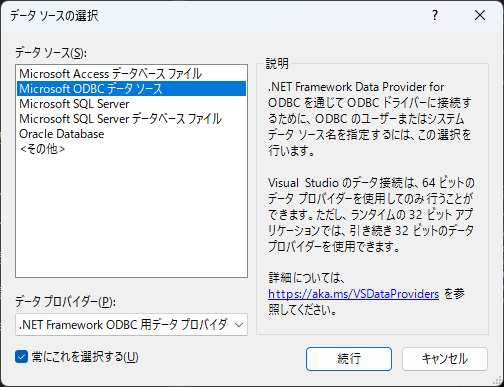 データ ソースの選択
データ ソース(S):
Microsoft Access データベース ファイル
Microsoft ODBC データ ソース
Microsoft SQL Server
Microsoft SQL Server データベース ファイル
Oracle Database
<その他>
データ プロバイダー(P):
.NET Framework ODBC 用データ プロバイダ
常にこれを選択する(U)
説明
.NET Framework Data Provider for
ODBC を通じて ODBC ドライバーに接続す
るために、ODBC のユーザーまたはシステム
データ ソース名を指定するには、この選択を
行います。
Visual Studio のデータ接続は、64 ビットの
データ プロバイダーを使用してのみ行うことが
できます。ただし、ランタイムの 32 ビット アプ
リケーションでは、引き続き 32 ビットのデータ
プロバイダーを使用できます。
詳細については、
https://aka.ms/VSDataProviders を参
照してください。
続行
キャンセル